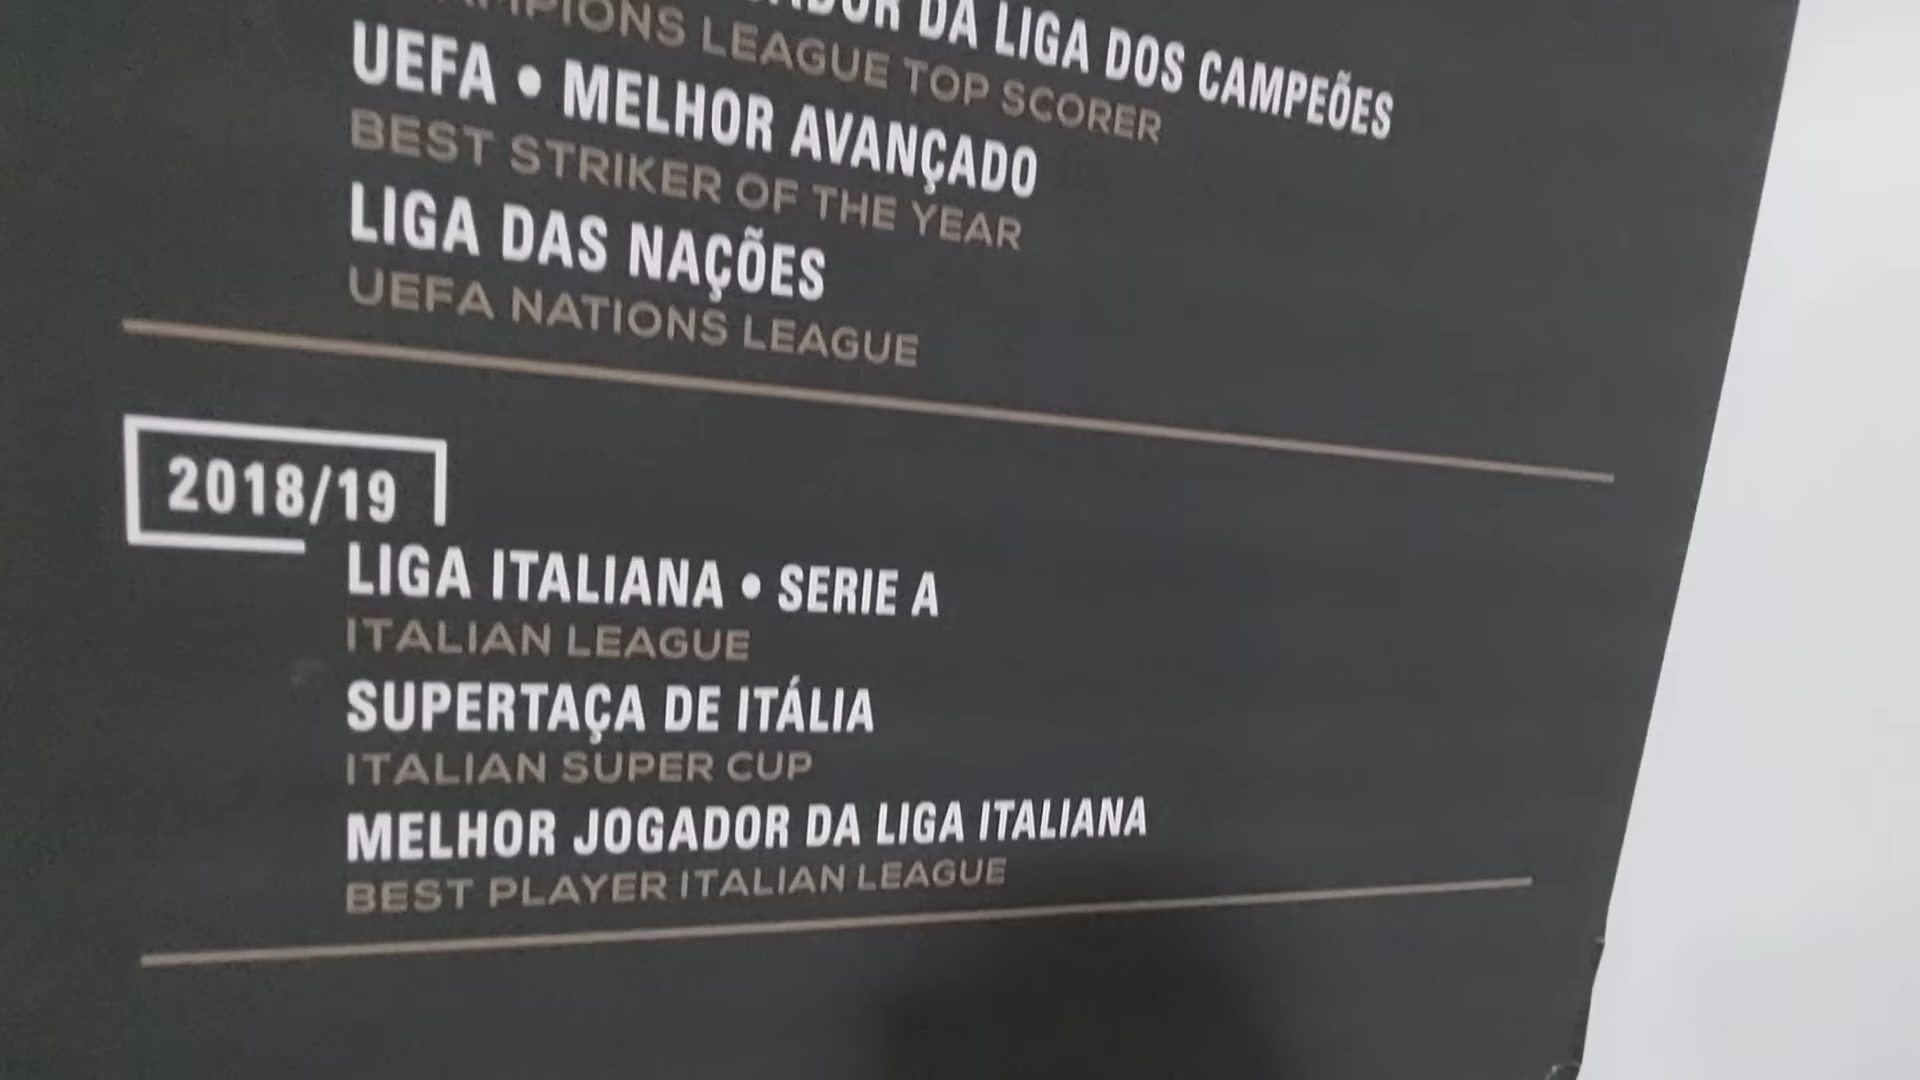 DA LIGA DOS CAMPEÕES
LEAGUE TOP SCORER
UEFA • MELHOR AVANÇADO
BEST STRIKER OF THE YEAR
LIGA DAS NAÇÕES
UEFA NATIONS LEAGUE
2018/19
LIGA ITALIANA • SERIE A
ITALIAN LEAGUE
SUPERTAÇA DE ITÁLIA
ITALIAN SUPER CUP
MELHOR JOGADOR DA LIGA ITALIANA
BEST PLAYER ITALIAN LEAGUE